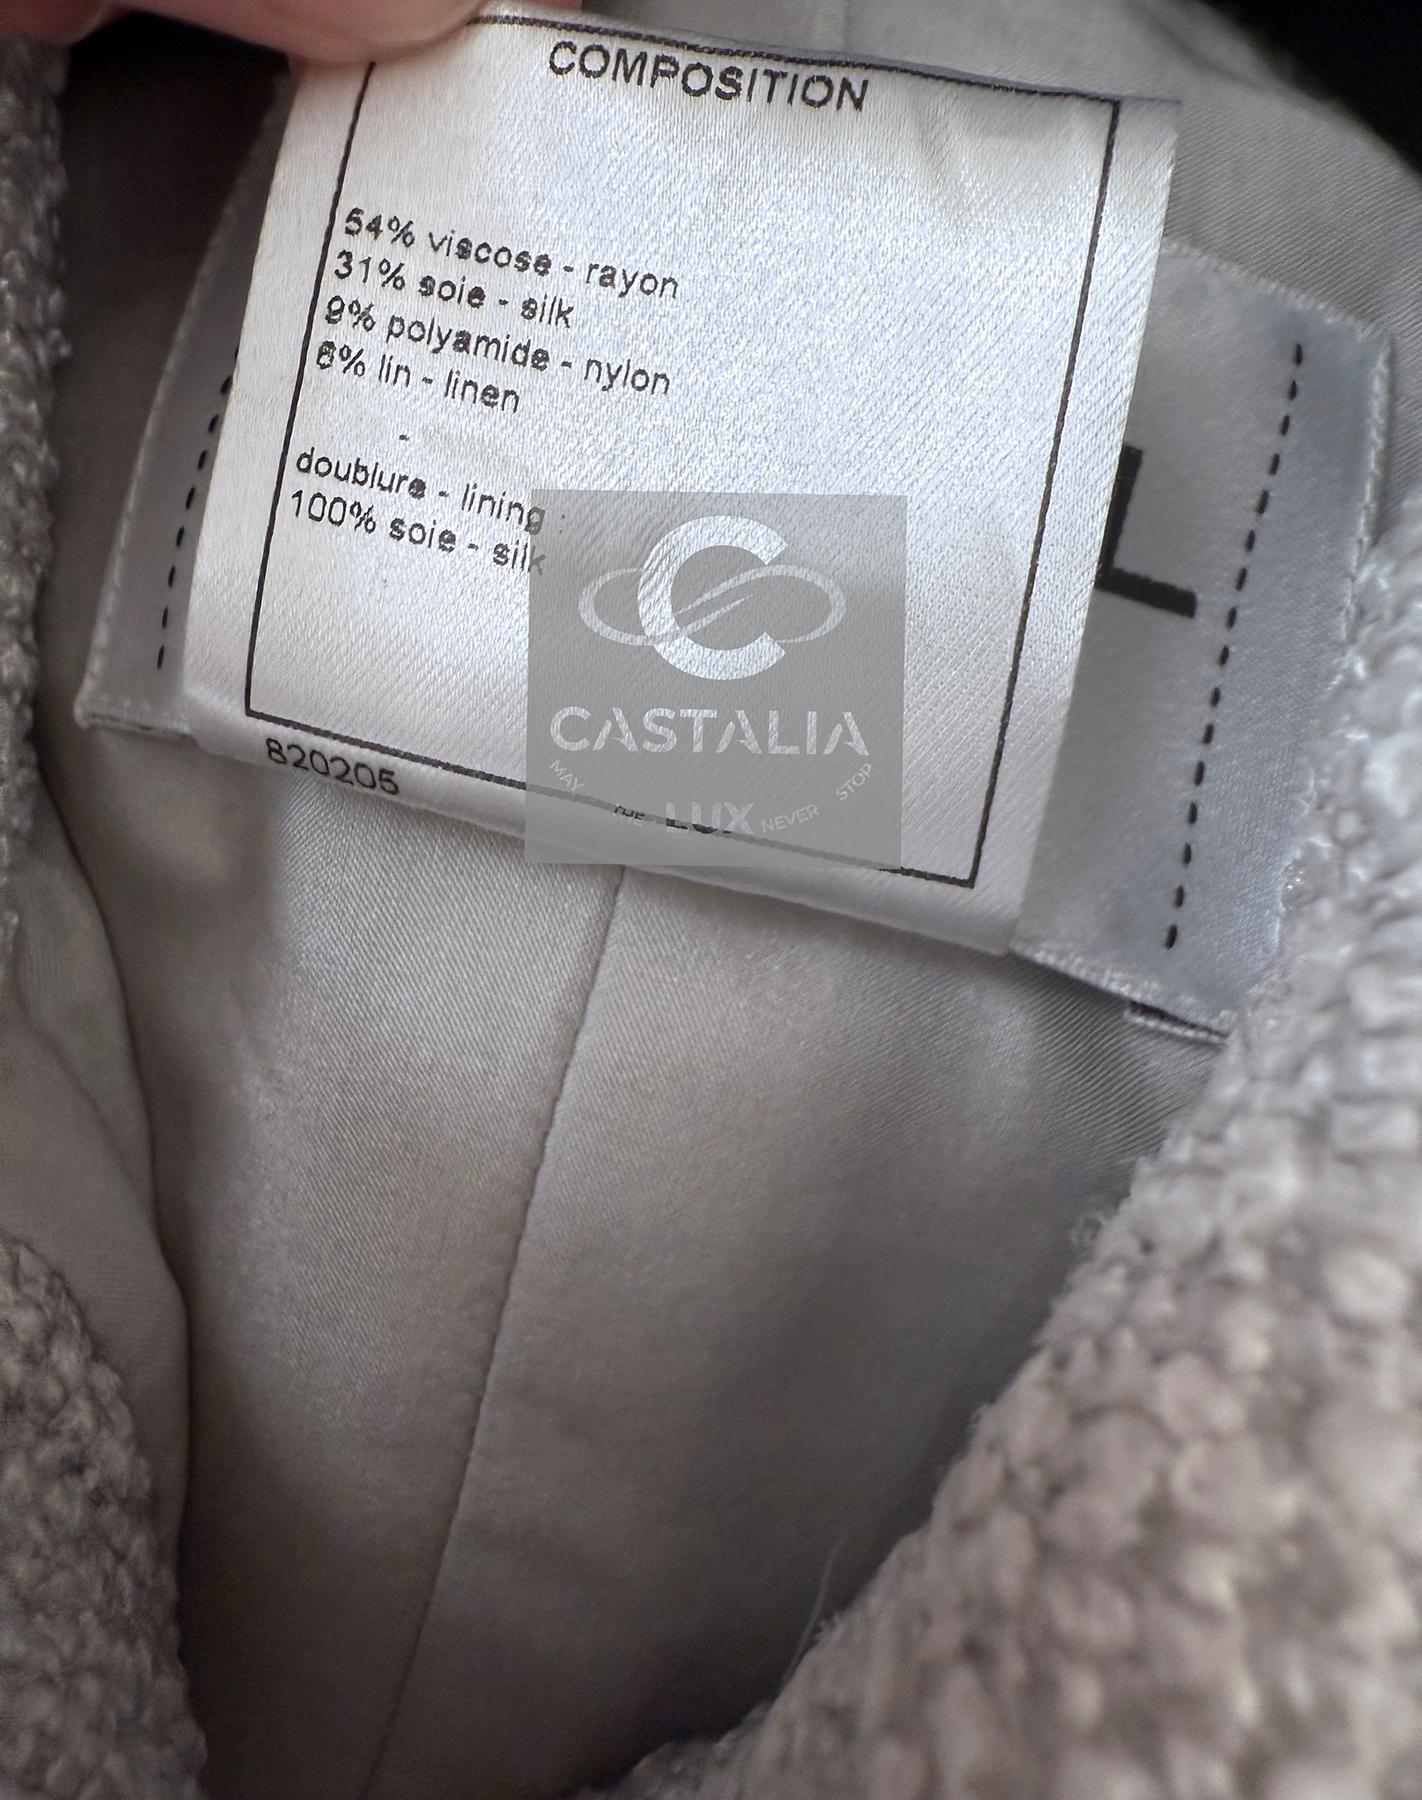 COMPOSITION
54% viscose - rayon
31% soie - silk
9% polyamide - nylon
6% lin - linen
-
doublure - lining :
100% soie - silk
820205
L
C
CASTALIA
MAY THE LUX NEVER STOP